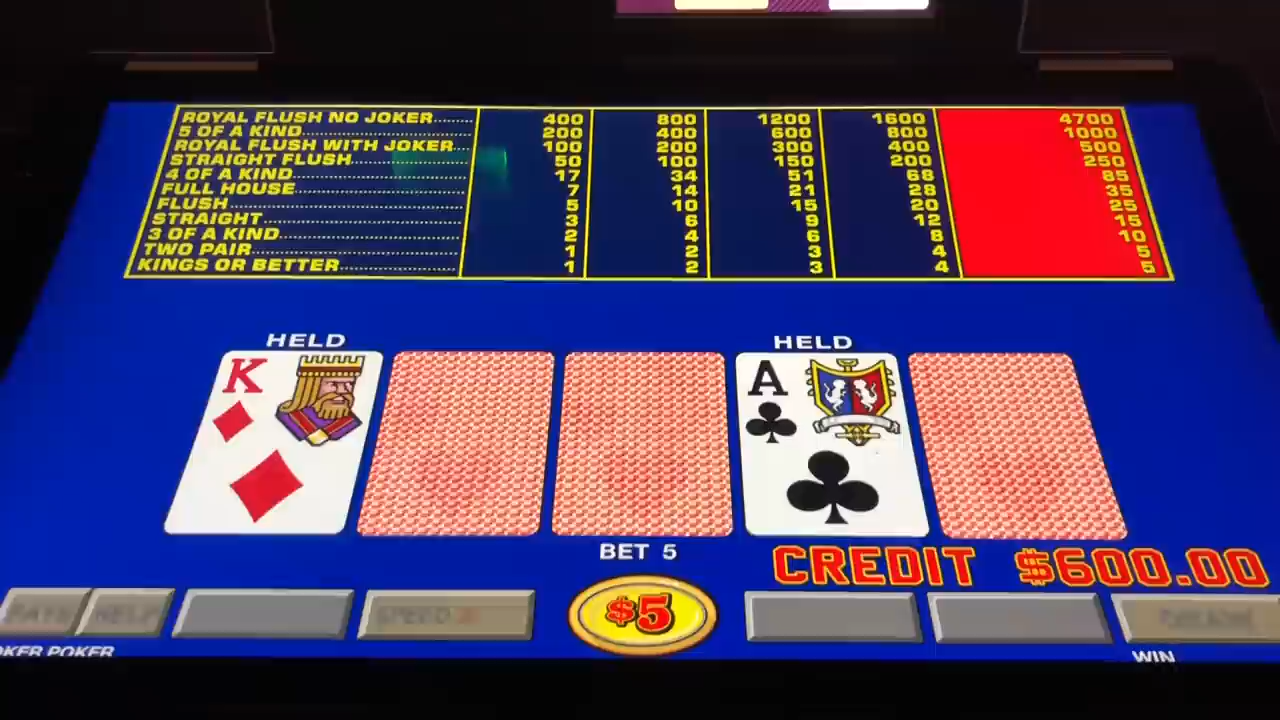 ROYAL FLUSH NO JOKER........ 400 800 1200 1600 4700
5 OF A KIND........ 200 400 600 800 1000
ROYAL FLUSH WITH JOKER... 100 200 300 400 500
STRAIGHT FLUSH........ 50 100 150 200 250
4 OF A KIND........ 17 34 51 68 85
FULL HOUSE........ 7 14 21 28 35
FLUSH........ 5 10 15 20 25
STRAIGHT........ 3 6 9 12 15
3 OF A KIND........ 2 4 6 8 10
TWO PAIR........ 1 2 3 4 5
KINGS OR BETTER........ 1 2 3 4 5
HELD HELD
K A
BET 5
CREDIT $600.00
HELP SPEED $5
OKER POKER WIN